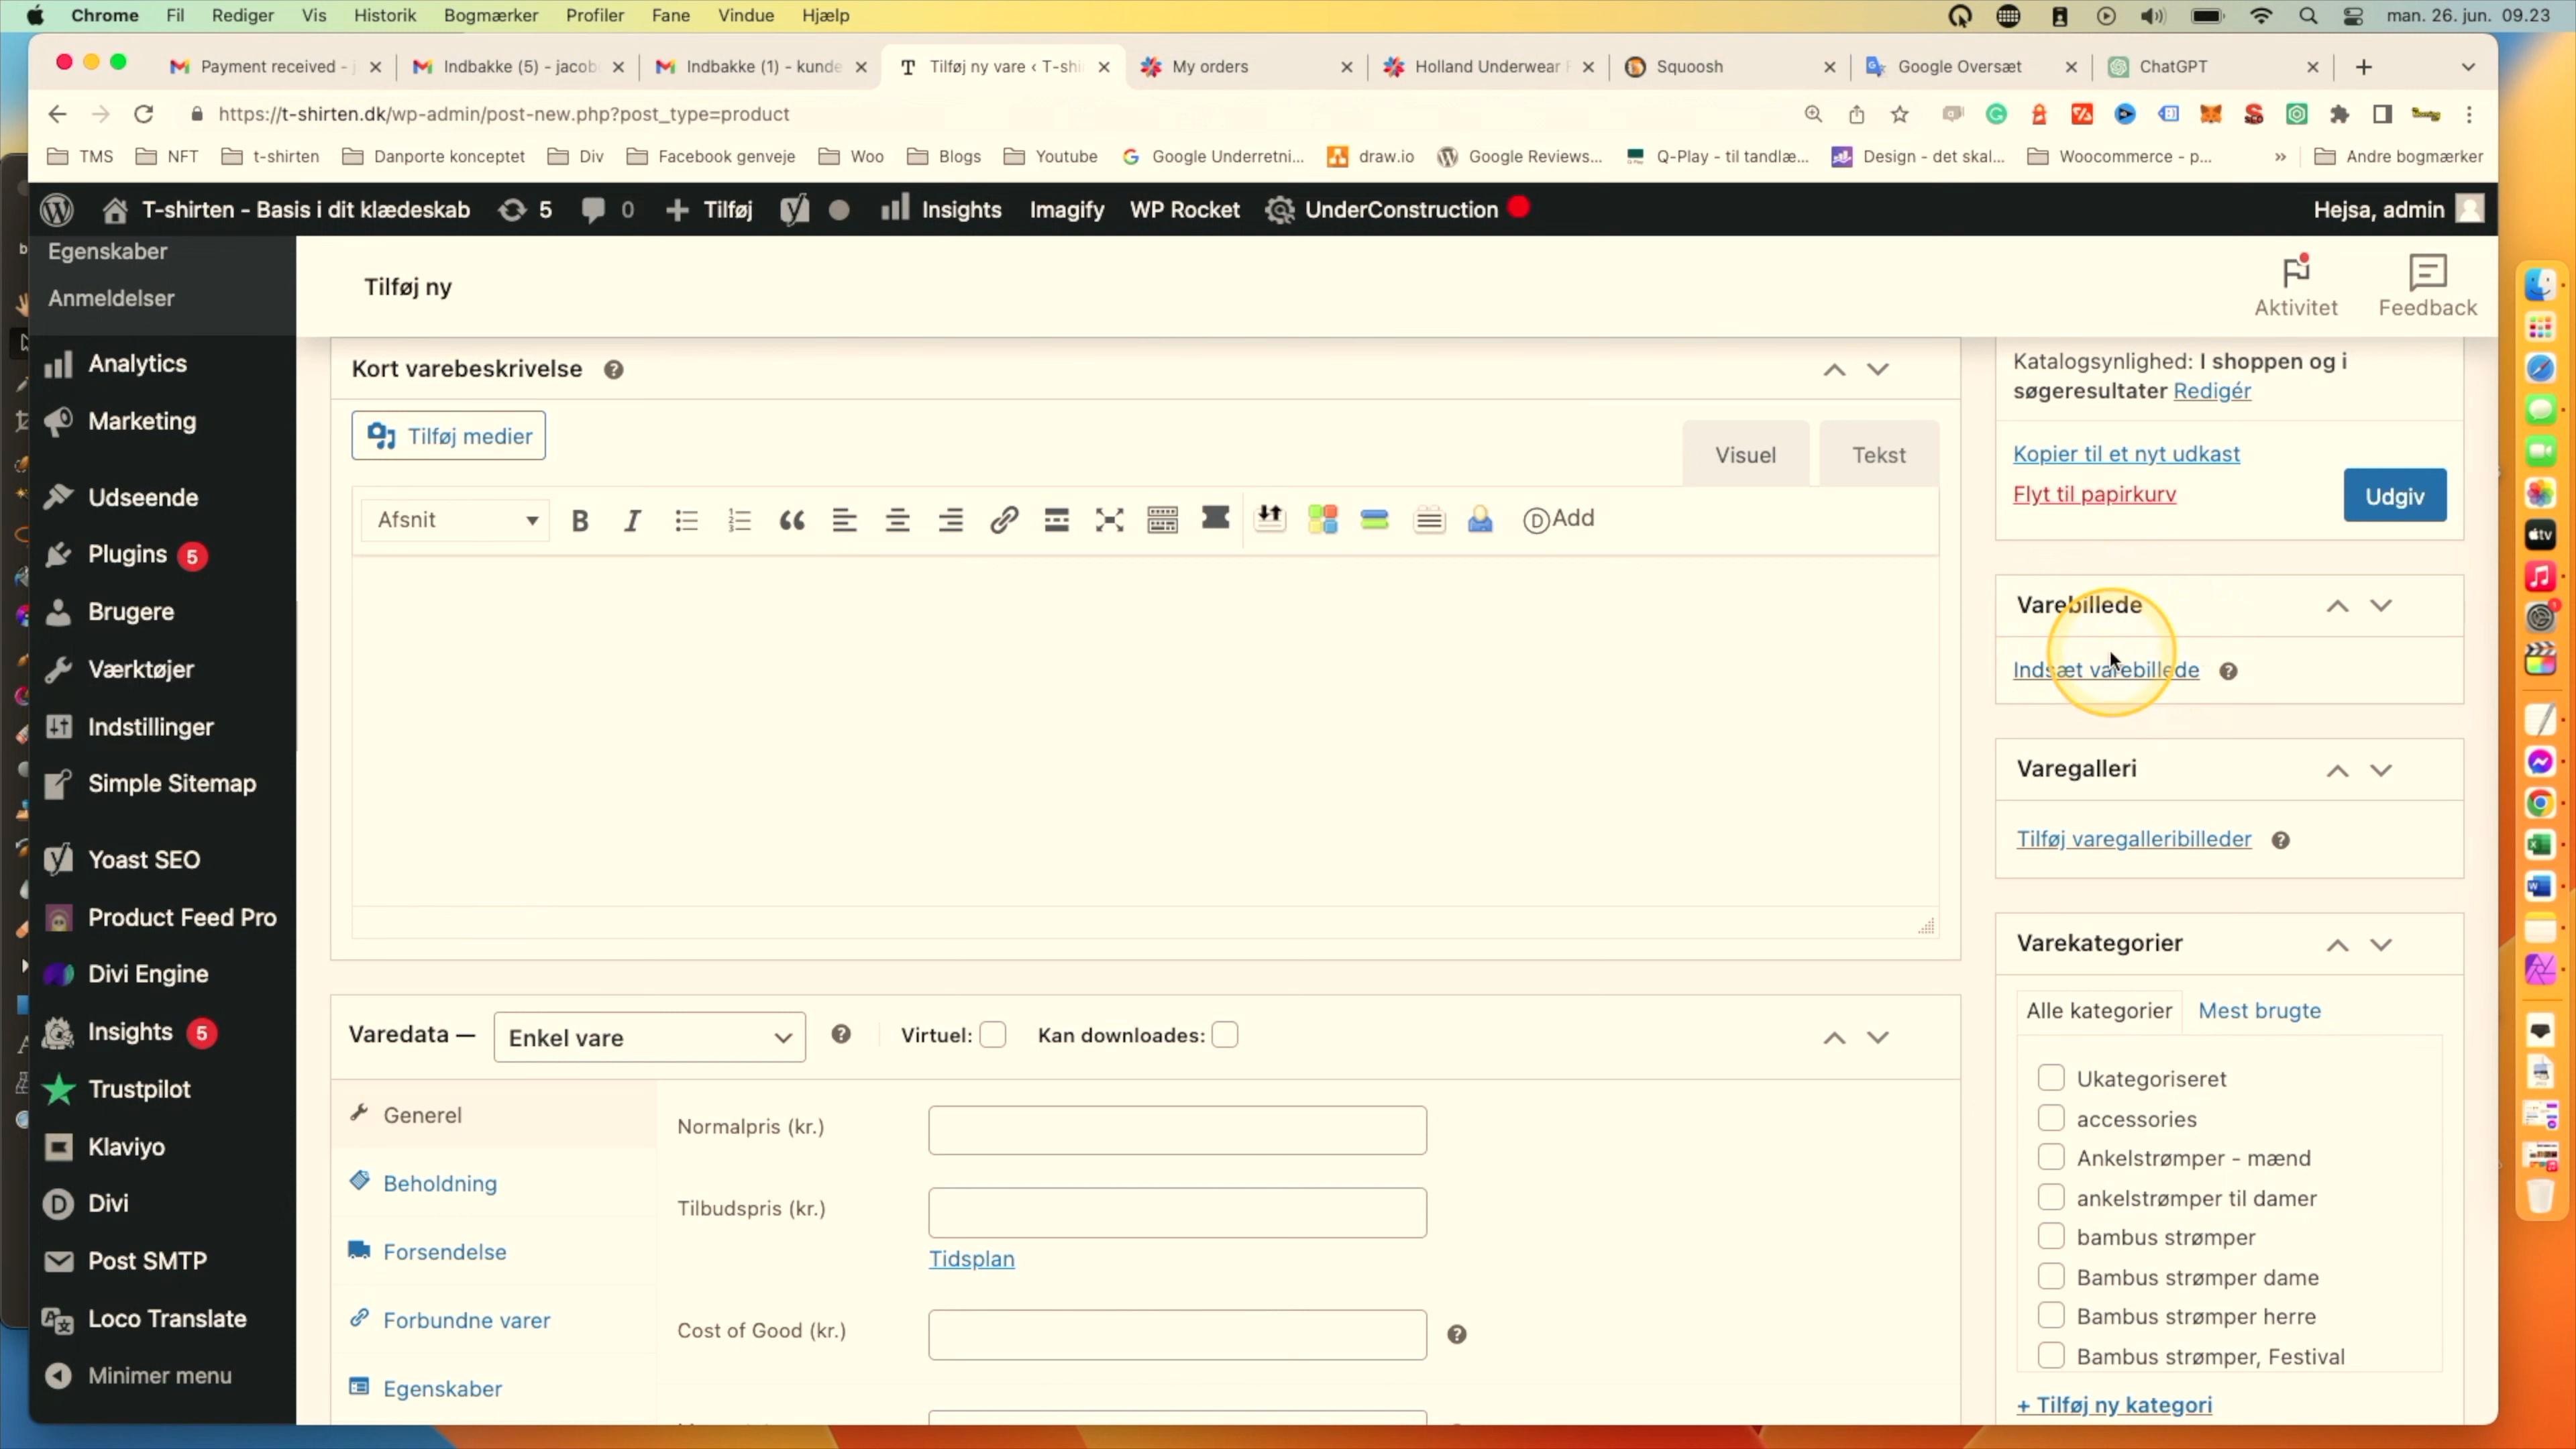 Chrome Fil Rediger Vis Historik Bogmærker Profiler Fane Vindue Hjælp man. 26. jun. 09.23
Payment received - Indbakke (5) - jacob Indbakke (1) - kunde Tilføj ny vare ‹ T-shi My orders Holland Underwear Squoosh Google Oversæt ChatGPT
https://t-shirten.dk/wp-admin/post-new.php?post_type=product
TMS NFT t-shirten Danporte konceptet Div Facebook genveje Woo Blogs Youtube Google Underretni... draw.io Google Reviews... Q-Play - til tandlæ... Design - det skal... Woocommerce - p... » Andre bogmærker
T-shirten - Basis i dit klædeskab 5 0 Tilføj Insights Imagify WP Rocket UnderConstruction Hejsa, admin
Egenskaber
Anmeldelser
Analytics
Marketing
Udseende
Plugins 5
Brugere
Værktøjer
Indstillinger
Simple Sitemap
Yoast SEO
Product Feed Pro
Divi Engine
Insights 5
Trustpilot
Klaviyo
Divi
Post SMTP
Loco Translate
Minimer menu
Tilføj ny
Aktivitet Feedback
Kort varebeskrivelse
Tilføj medier
Visuel Tekst
Afsnit B I Add
Varedata — Enkel vare Virtuel: Kan downloades:
Generel
Beholdning
Forsendelse
Forbundne varer
Egenskaber
Normalpris (kr.)
Tilbudspris (kr.)
Tidsplan
Cost of Good (kr.)
Katalogsynlighed: I shoppen og i
søgeresultater Redigér
Kopier til et nyt udkast
Flyt til papirkurv Udgiv
Varebillede
Indsæt varebillede
Varegalleri
Tilføj varegalleribilleder
Varekategorier
Alle kategorier Mest brugte
Ukategoriseret
accessories
Ankelstrømper - mænd
ankelstrømper til damer
bambus strømper
Bambus strømper dame
Bambus strømper herre
Bambus strømper, Festival
+ Tilføj ny kategori